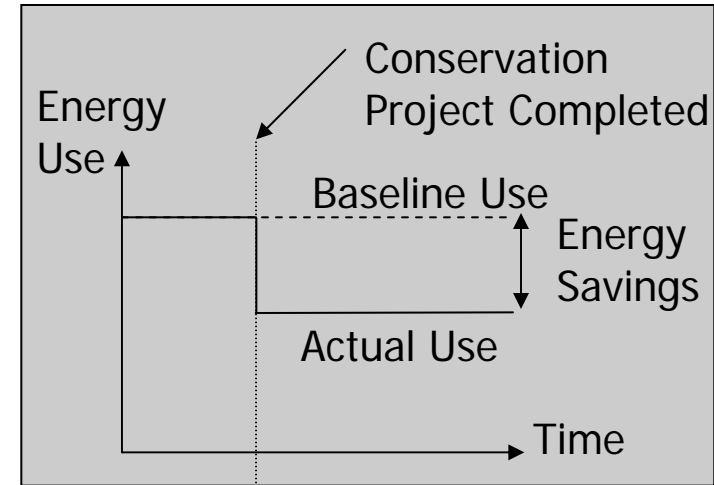 Conservation
Project Completed
Energy
Use
Baseline Use
Energy
Savings
Actual Use
Time